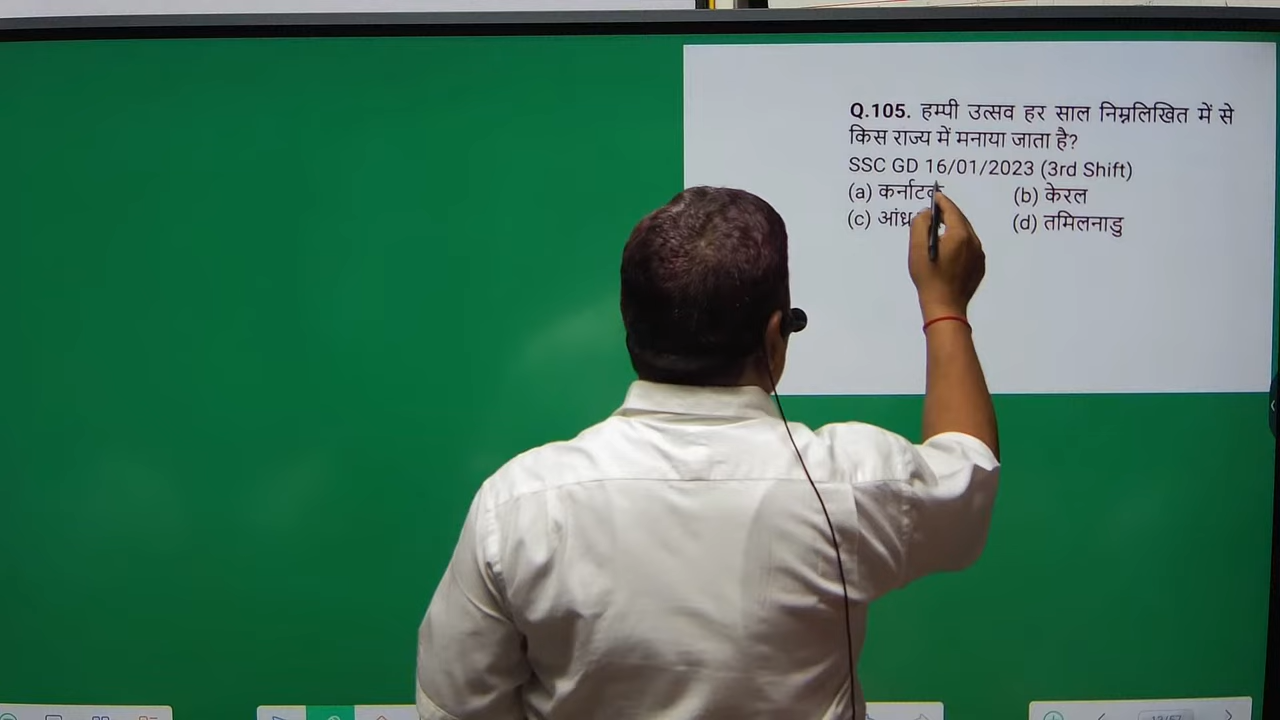 Q.105. हम्पी उत्सव हर साल निम्नलिखित में से
किस राज्य में मनाया जाता है?
SSC GD 16/01/2023 (3rd Shift)
(a) कर्नाटक (b) केरल
(c) (d) तमिलनाडु